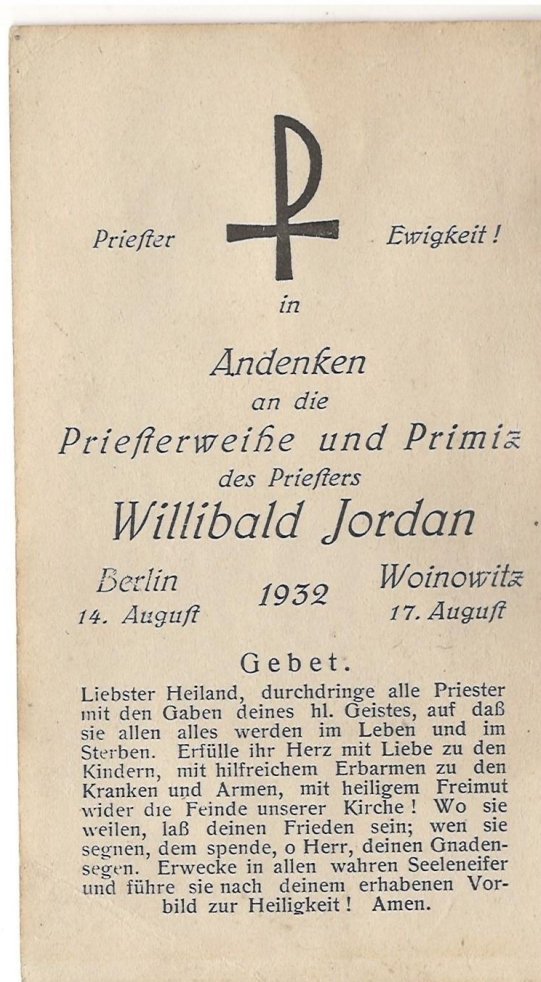 Priester Ewigkeit!
in
Andenken
an die
Priesterweihe und Primiz
des Priesters
Willibald Jordan
Berlin 1932 Woinowitz
14. August 17. August
Gebet.
Liebster Heiland, durchdringe alle Priester
mit den Gaben deines hl. Geistes, auf daß
sie allen alles werden im Leben und im
Sterben. Erfülle ihr Herz mit Liebe zu den
Kindern, mit hilfreichem Erbarmen zu den
Kranken und Armen, mit heiligem Freimut
wider die Feinde unserer Kirche! Wo sie
weilen, laß deinen Frieden sein; wen sie
segnen, dem spende, o Herr, deinen Gnaden-
segen. Erwecke in allen wahren Seeleneifer
und führe sie nach deinem erhabenen Vor-
bild zur Heiligkeit! Amen.